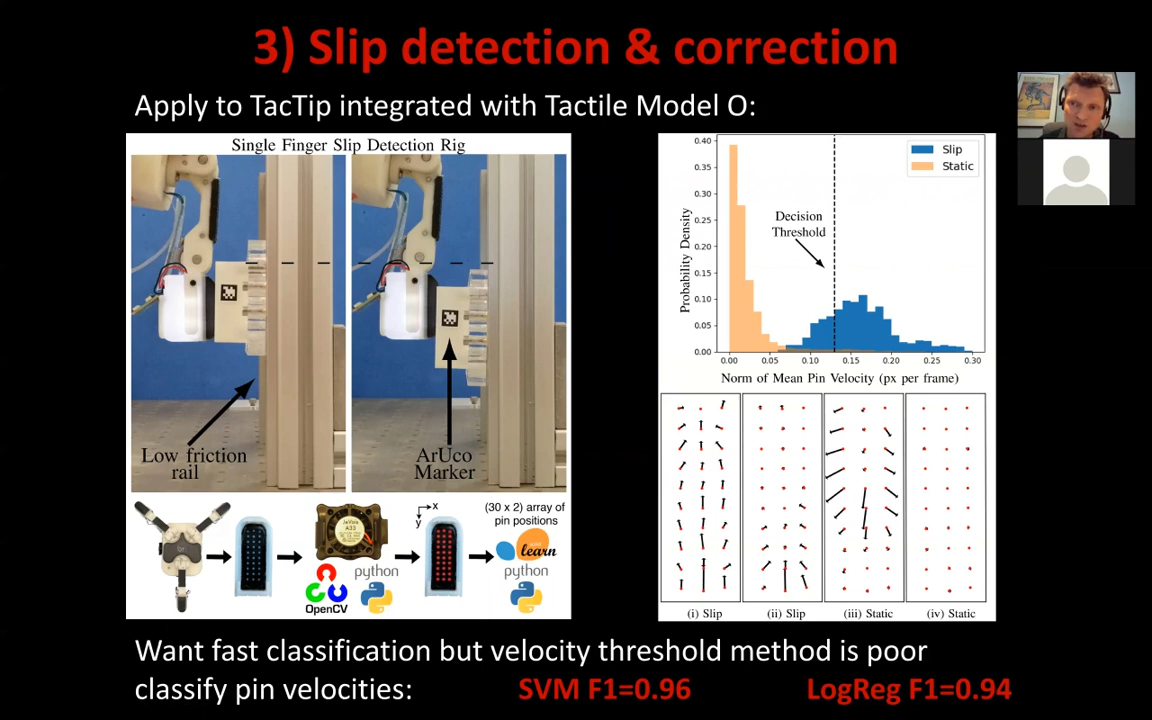 3) Slip detection & correction
Apply to TacTip integrated with Tactile Model O:
Single Finger Slip Detection Rig
Low friction
rail
ArUco
Marker
JeVois
A33
python
OpenCV
x
y
(30 x 2) array of
pin positions
learn
python
0.40
0.35
0.30
0.25
0.20
0.15
0.10
0.05
0.00
Probability Density
Slip
Static
Decision
Threshold
0.00 0.05 0.10 0.15 0.20 0.25 0.30
Norm of Mean Pin Velocity (px per frame)
(i) Slip (ii) Slip (iii) Static (iv) Static
Want fast classification but velocity threshold method is poor
classify pin velocities: SVM F1=0.96 LogReg F1=0.94